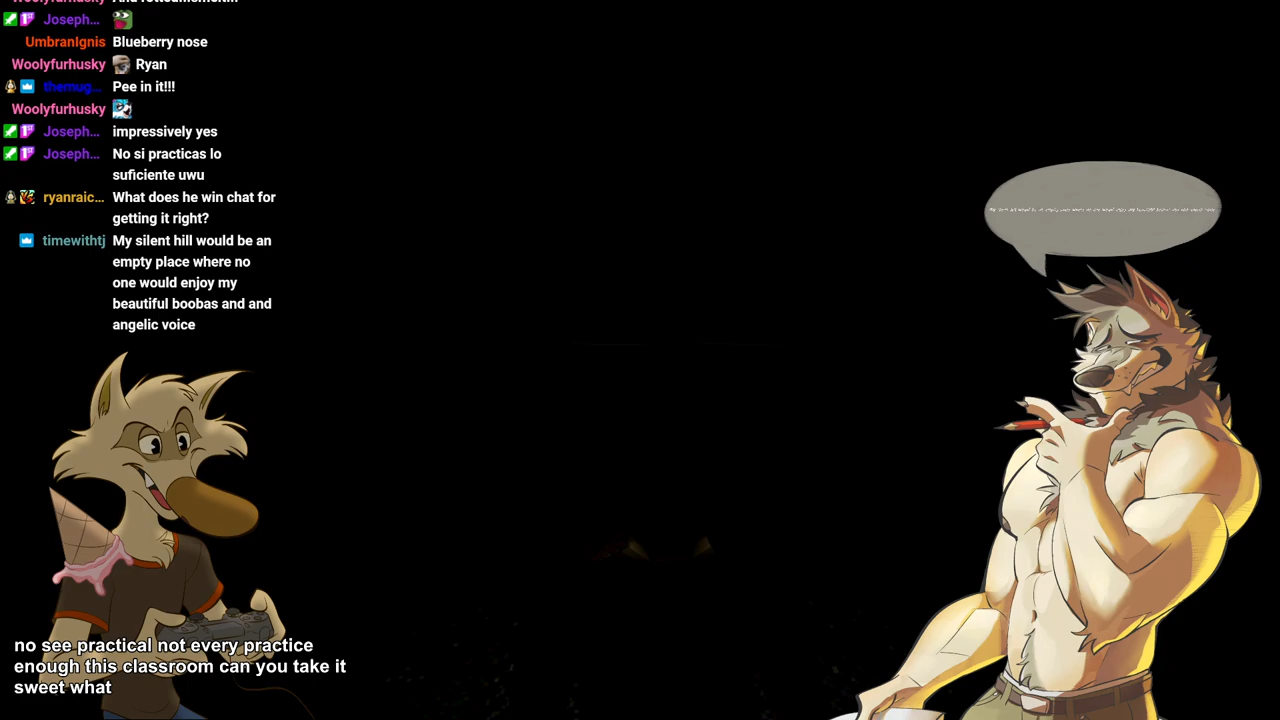 Joseph...
UmbranIgnis Blueberry nose
Woolyfurhusky Ryan
themug... Pee in it!!!
Woolyfurhusky
Joseph... impressively yes
Joseph... No si practicas lo
suficiente uwu
ryanraic... What does he win chat for
getting it right?
timewithtj My silent hill would be an
empty place where no
one would enjoy my
beautiful boobas and and
angelic voice
no see practical not every practice
enough this classroom can you take it
sweet what